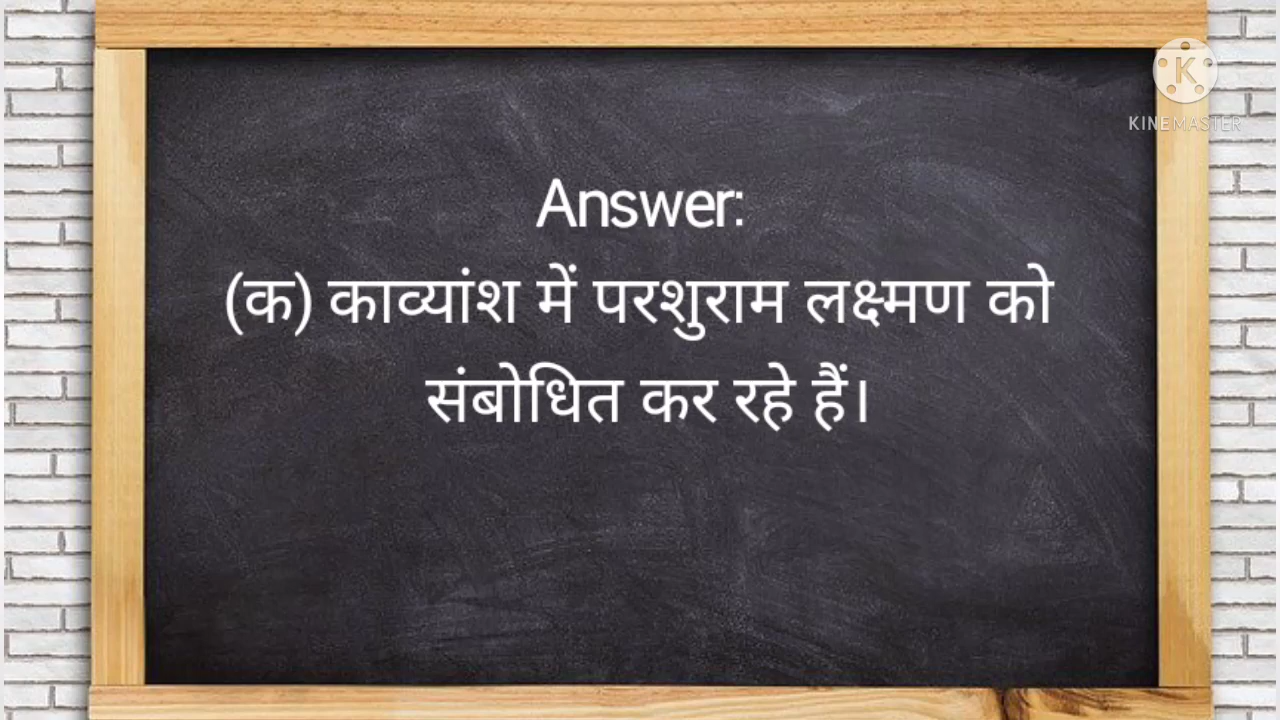 K
KINEMASTER
Answer:
(क) काव्यांश में परशुराम लक्ष्मण को
संबोधित कर रहे हैं।